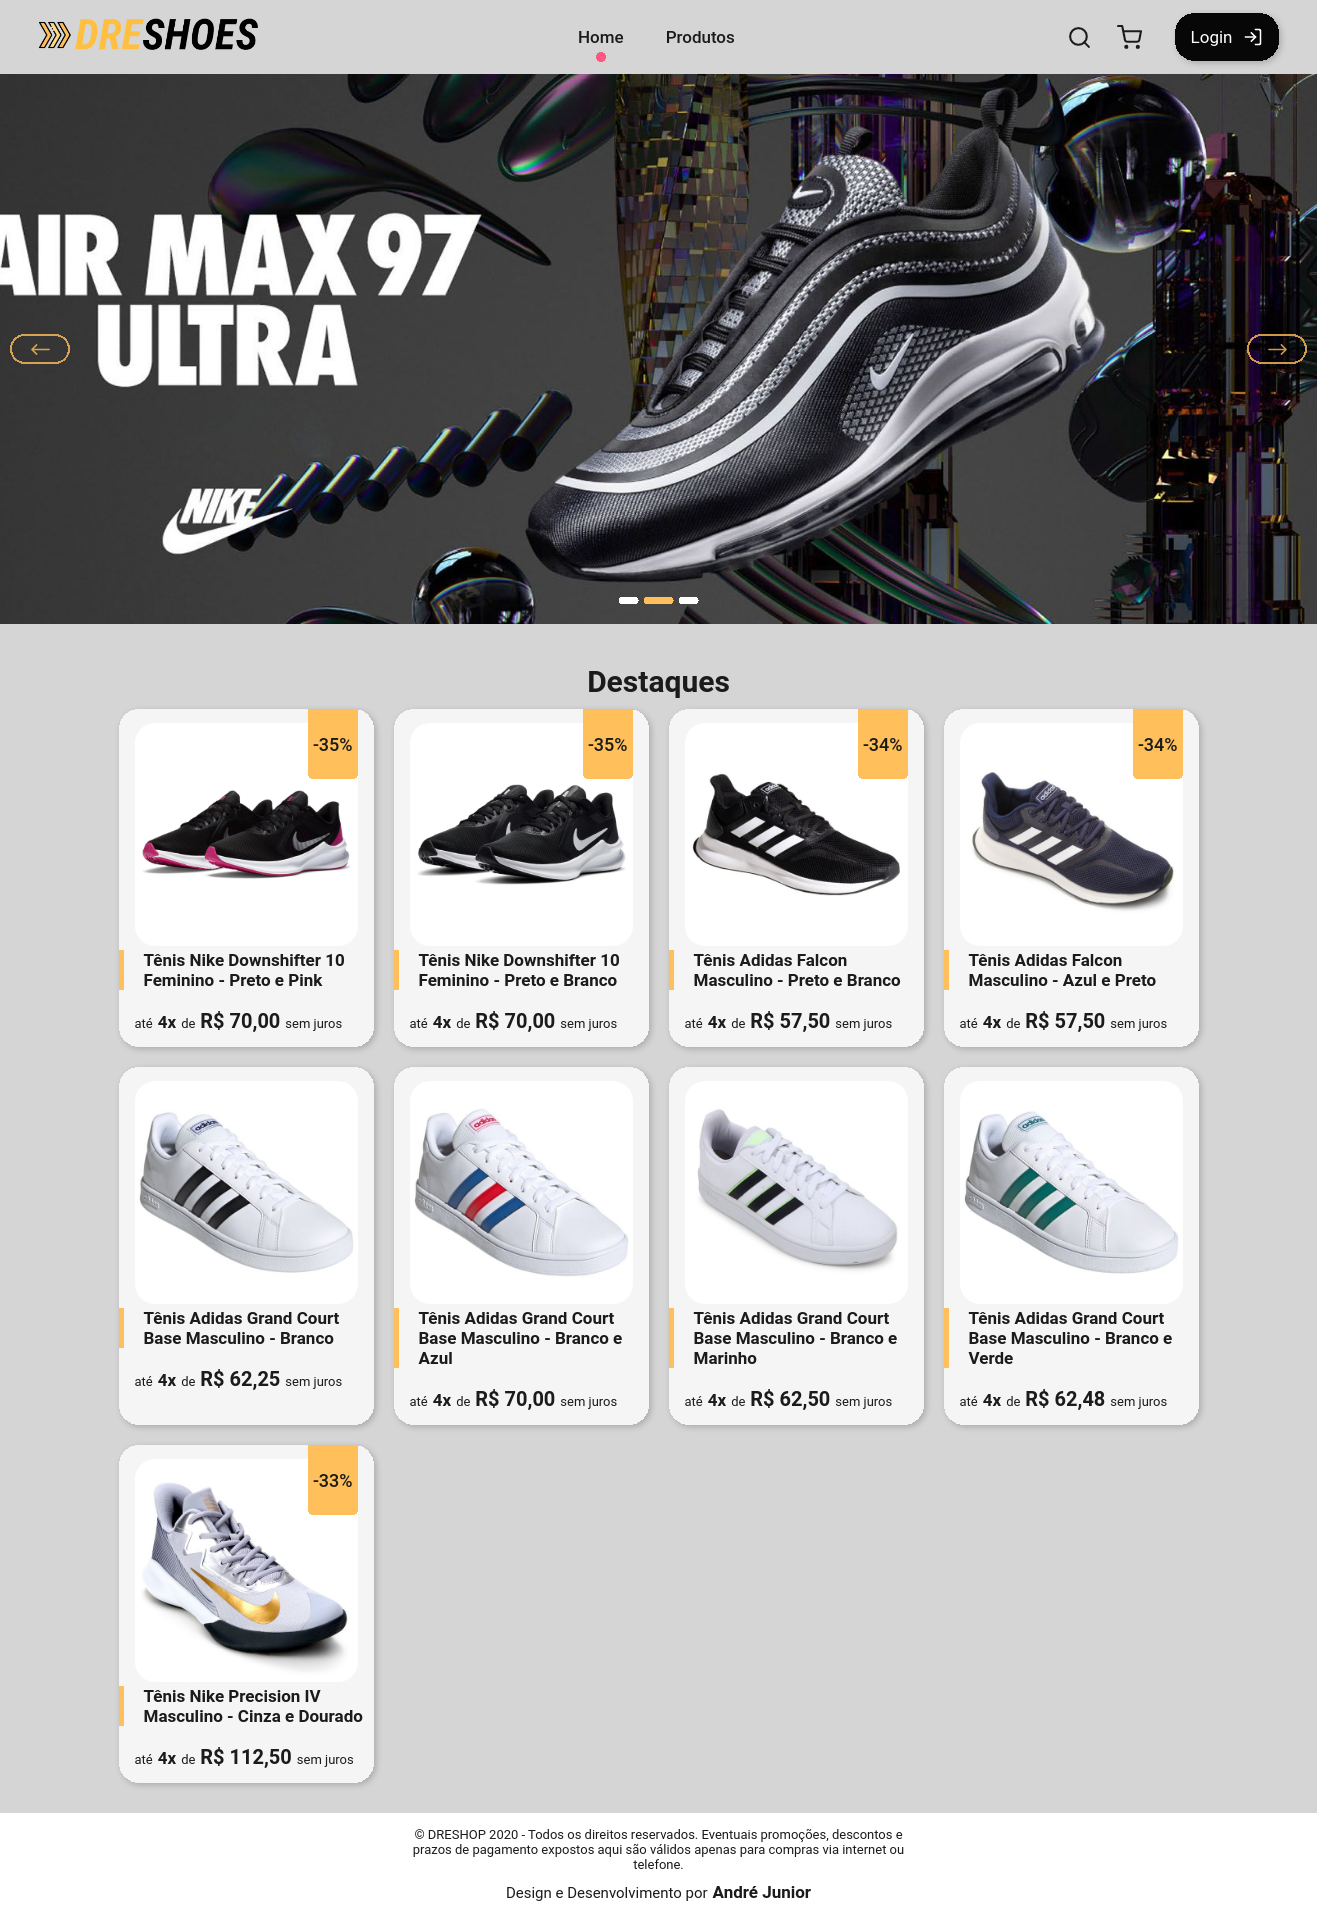 DRESHOES
Home
Produtos
Login
AIR MAX 97
ULTRA
NIKE
Destaques
-35%
-35%
-34%
-34%
Tênis Nike Downshifter 10
Feminino - Preto e Pink
até 4x de R$ 70,00 sem juros
Tênis Nike Downshifter 10
Feminino - Preto e Branco
até 4x de R$ 70,00 sem juros
adidas
Tênis Adidas Falcon
Masculino - Preto e Branco
até 4x de R$ 57,50 sem juros
adidas
Tênis Adidas Falcon
Masculino - Azul e Preto
até 4x de R$ 57,50 sem juros
adidas
Tênis Adidas Grand Court
Base Masculino - Branco
até 4x de R$ 62,25 sem juros
adidas
Tênis Adidas Grand Court
Base Masculino - Branco e
Azul
até 4x de R$ 70,00 sem juros
Tênis Adidas Grand Court
Base Masculino - Branco e
Marinho
até 4x de R$ 62,50 sem juros
adidas
Tênis Adidas Grand Court
Base Masculino - Branco e
Verde
até 4x de R$ 62,48 sem juros
-33%
Tênis Nike Precision IV
Masculino - Cinza e Dourado
até 4x de R$ 112,50 sem juros
© DRESHOP 2020 - Todos os direitos reservados. Eventuais promoções, descontos e
prazos de pagamento expostos aqui são válidos apenas para compras via internet ou
telefone.
Design e Desenvolvimento por André Junior